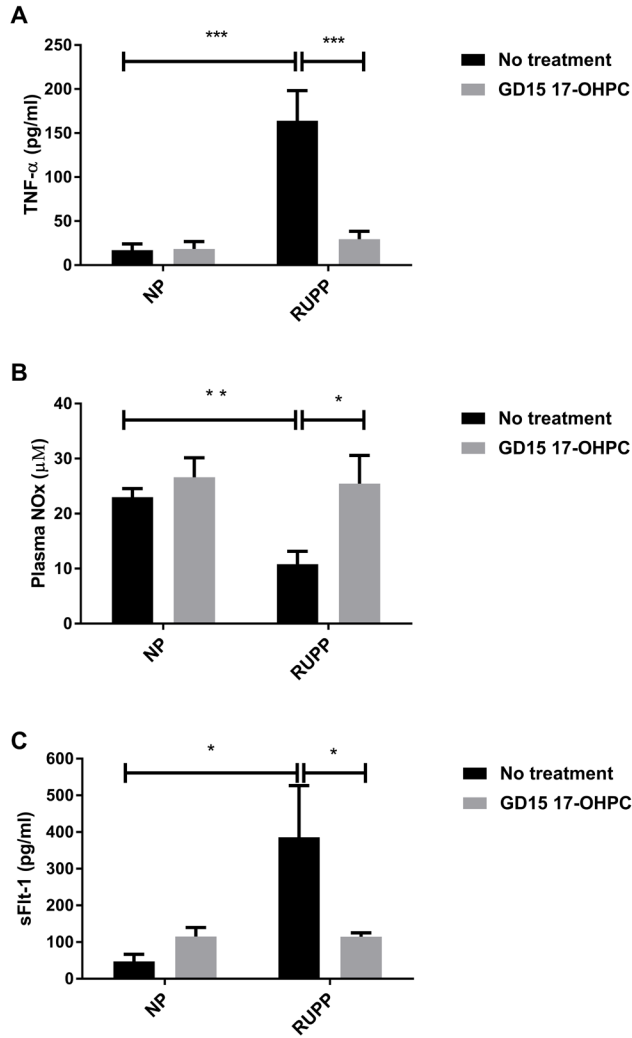 A
***
***
No treatment
GD15 17-OHPC
TNF-α (pg/ml)
250
200
150
100
50
0
NP
RUPP
B
* *
*
No treatment
GD15 17-OHPC
Plasma NOx (μM)
40
30
20
10
0
NP
RUPP
C
*
*
No treatment
GD15 17-OHPC
sFlt-1 (pg/ml)
600
500
400
300
200
100
0
NP
RUPP